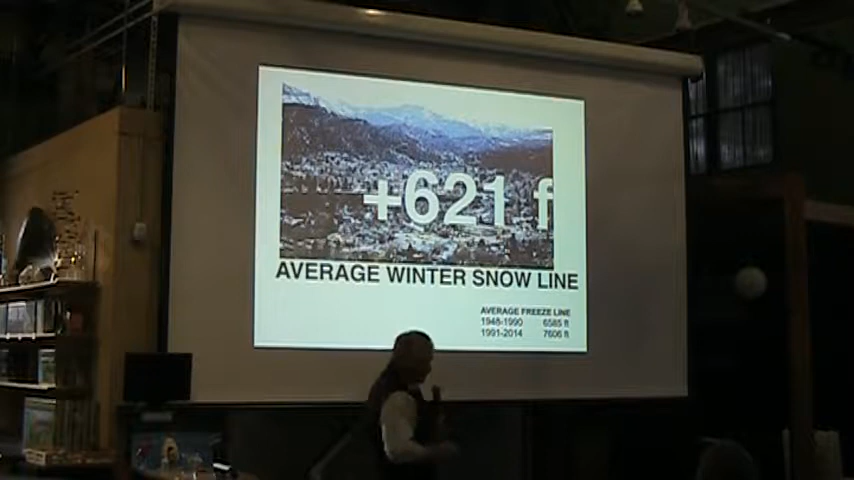 +621 f
AVERAGE WINTER SNOW LINE
AVERAGE FREEZE LINE
1948-1990 6585 ft
1991-2014 7606 ft